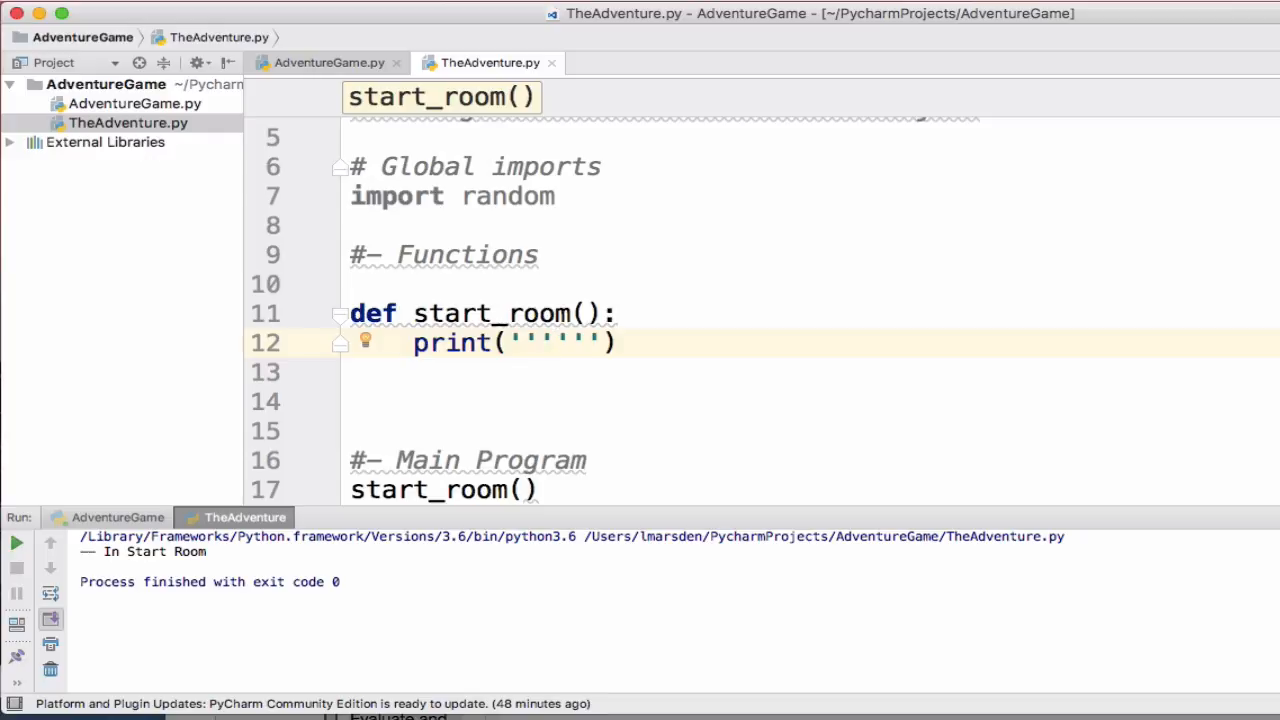 TheAdventure.py - AdventureGame - [~/PycharmProjects/AdventureGame]
AdventureGame TheAdventure.py
Project AdventureGame.py TheAdventure.py
AdventureGame ~/Pycharm
AdventureGame.py
TheAdventure.py
External Libraries
start_room()
5
6 # Global imports
7 import random
8
9 #- Functions
10
11 def start_room():
12 print('''''')
13
14
15
16 #- Main Program
17 start_room()
Run: AdventureGame TheAdventure
/Library/Frameworks/Python.framework/Versions/3.6/bin/python3.6 /Users/lmarsden/PycharmProjects/AdventureGame/TheAdventure.py
-- In Start Room
Process finished with exit code 0
Platform and Plugin Updates: PyCharm Community Edition is ready to update. (48 minutes ago)
Evaluate and